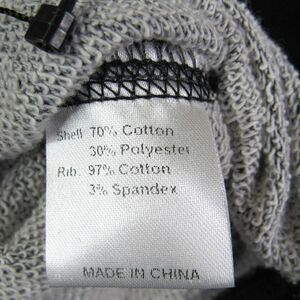 Shell: 70% Cotton
30% Polyester
Rib: 97% Cotton
3% Spandex
MADE IN CHINA